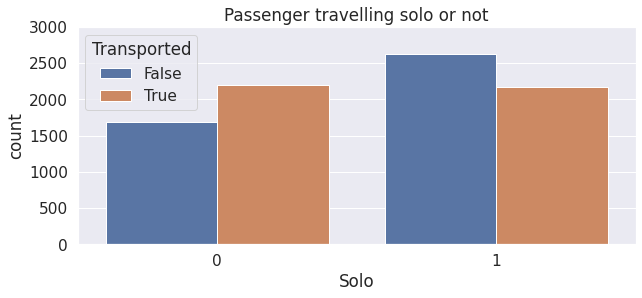 Passenger travelling solo or not
3000
2500
2000
1500
1000
500
0
count
Transported
False
True
0 1
Solo